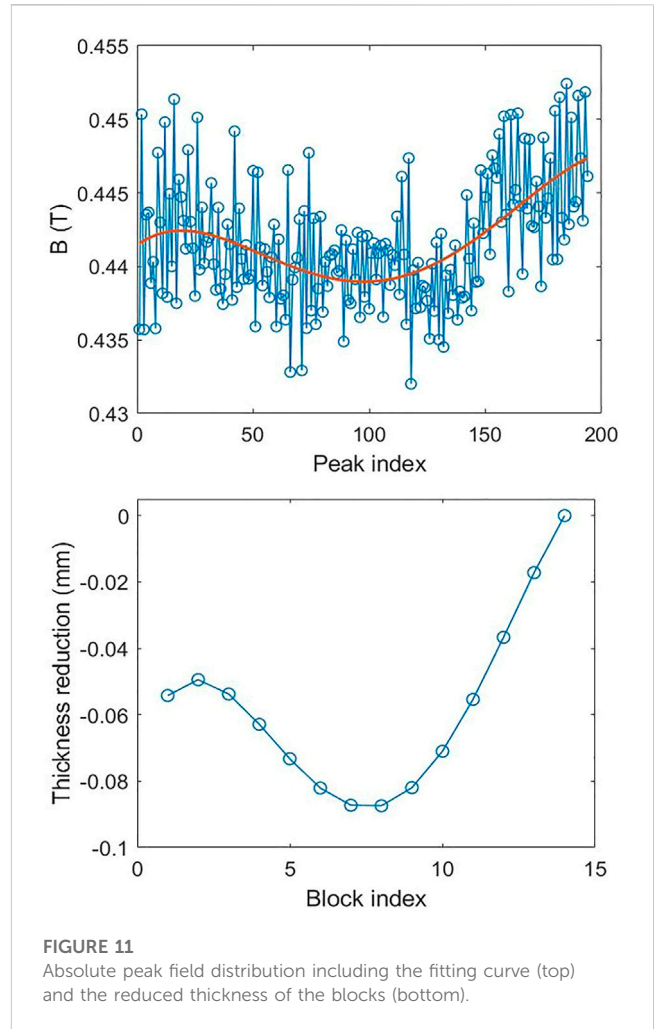 0.455
0.45
0.445
0.44
0.435
0.43
B (T)
0 50 100 150 200
Peak index
0
-0.02
-0.04
-0.06
-0.08
-0.1
Thickness reduction (mm)
0 5 10 15
Block index
FIGURE 11
Absolute peak field distribution including the fitting curve (top)
and the reduced thickness of the blocks (bottom).